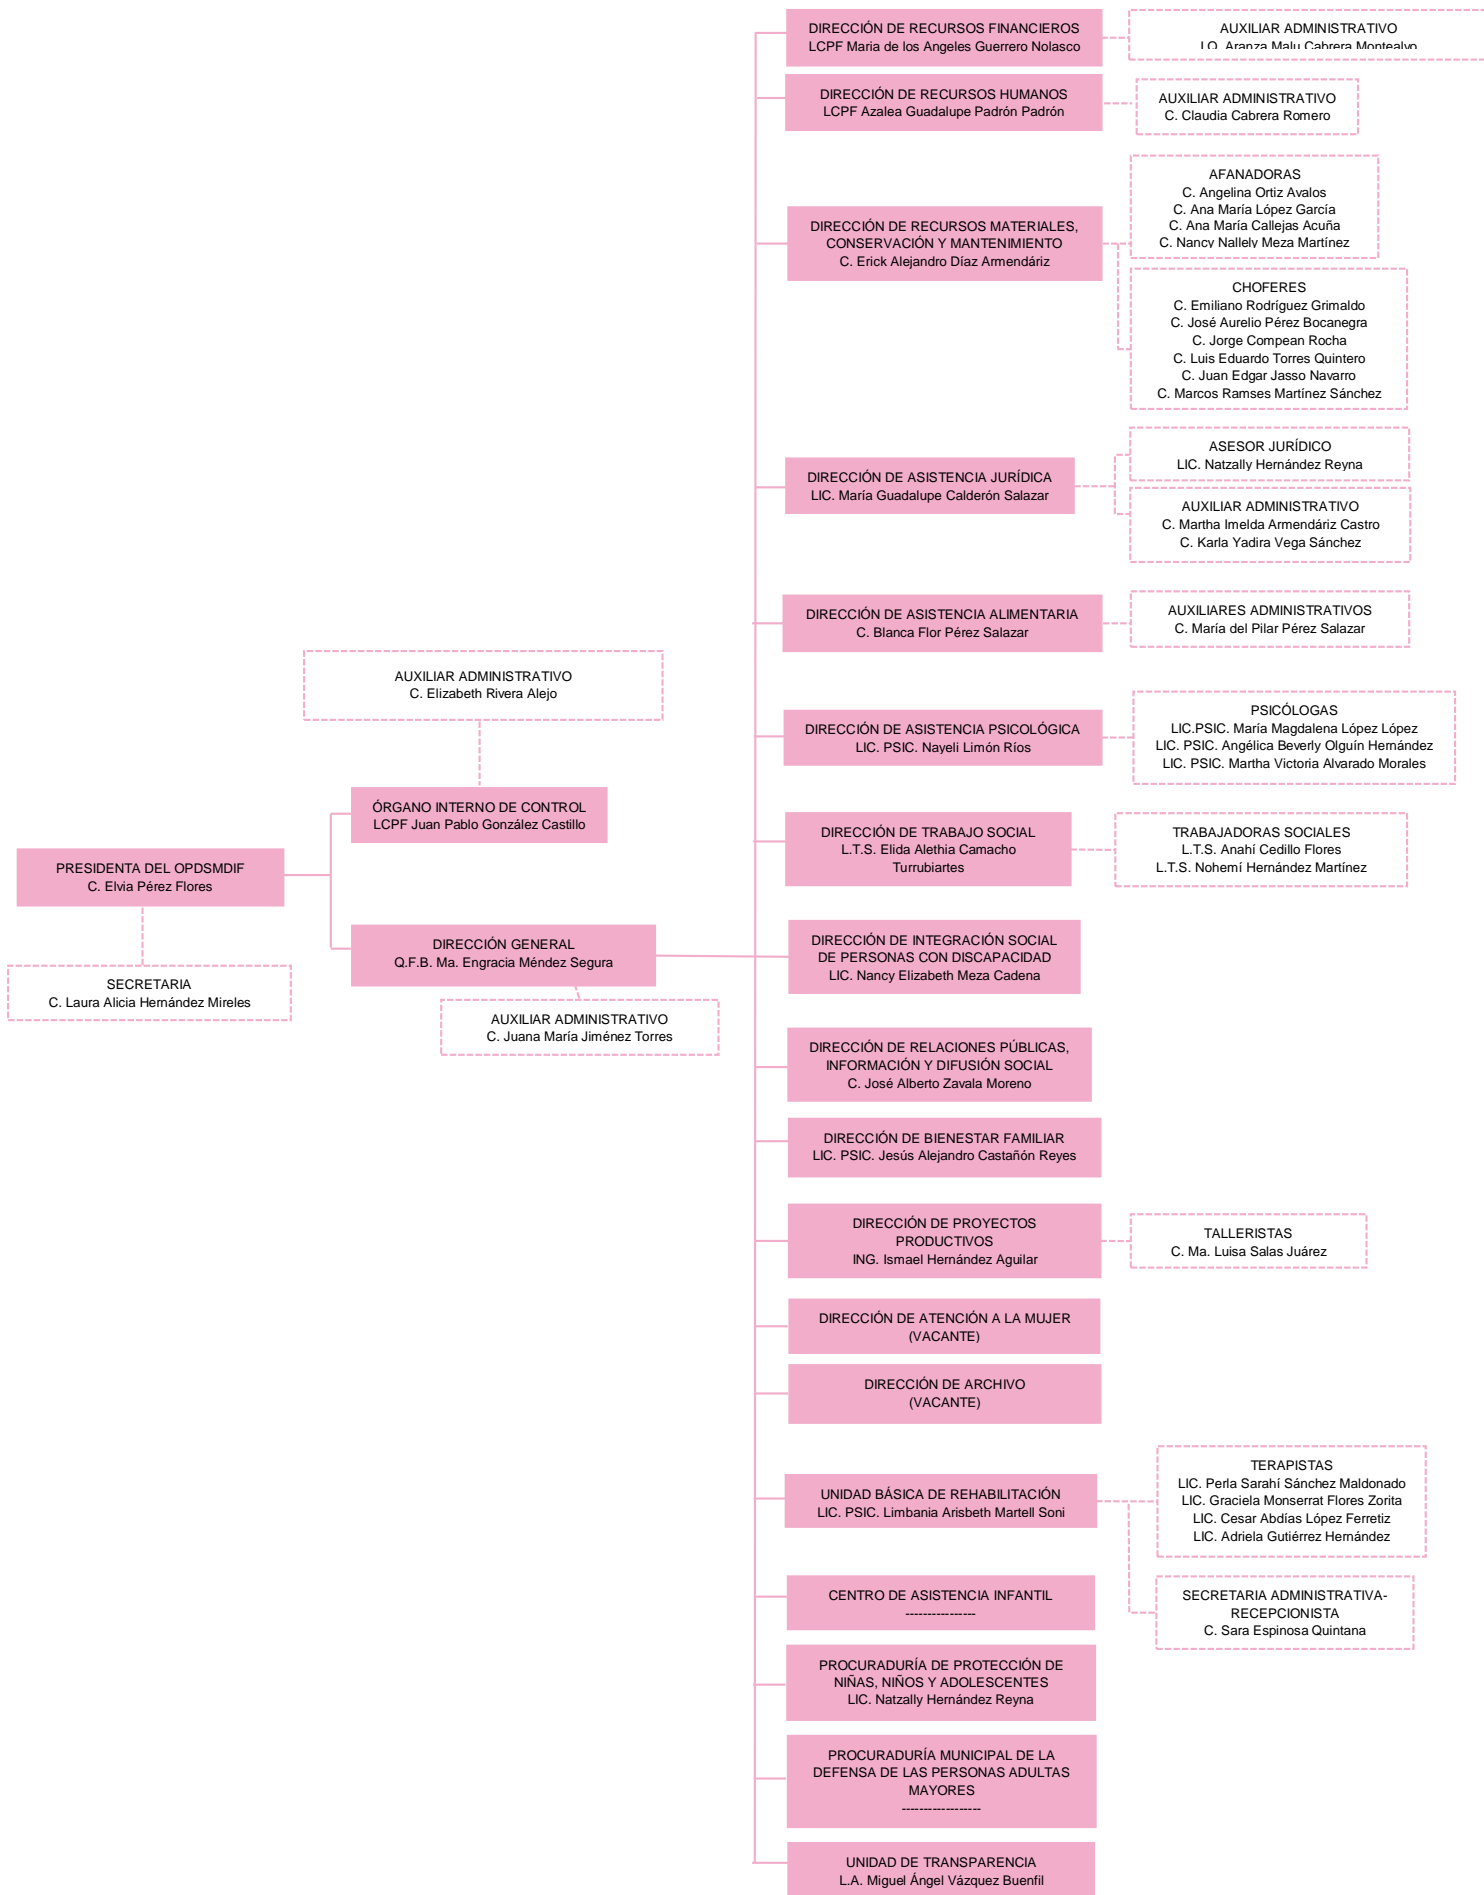 DIRECCIÓN DE RECURSOS FINANCIEROS
LCPF Maria de los Angeles Guerrero Nolasco
AUXILIAR ADMINISTRATIVO
LO. Aranza Malu Cabrera Montealvo
DIRECCIÓN DE RECURSOS HUMANOS
LCPF Azalea Guadalupe Padrón Padrón
AUXILIAR ADMINISTRATIVO
C. Claudia Cabrera Romero
DIRECCIÓN DE RECURSOS MATERIALES,
CONSERVACIÓN Y MANTENIMIENTO
C. Erick Alejandro Díaz Armendáriz
AFANADORAS
C. Angelina Ortiz Avalos
C. Ana María López García
C. Ana María Callejas Acuña
C. Nancy Nallely Meza Martínez
CHOFERES
C. Emiliano Rodríguez Grimaldo
C. José Aurelio Pérez Bocanegra
C. Jorge Compean Rocha
C. Luis Eduardo Torres Quintero
C. Juan Edgar Jasso Navarro
C. Marcos Ramses Martínez Sánchez
DIRECCIÓN DE ASISTENCIA JURÍDICA
LIC. María Guadalupe Calderón Salazar
ASESOR JURÍDICO
LIC. Natzally Hernández Reyna
AUXILIAR ADMINISTRATIVO
C. Martha Imelda Armendáriz Castro
C. Karla Yadira Vega Sánchez
DIRECCIÓN DE ASISTENCIA ALIMENTARIA
C. Blanca Flor Pérez Salazar
AUXILIARES ADMINISTRATIVOS
C. María del Pilar Pérez Salazar
AUXILIAR ADMINISTRATIVO
C. Elizabeth Rivera Alejo
DIRECCIÓN DE ASISTENCIA PSICOLÓGICA
LIC. PSIC. Nayeli Limón Ríos
PSICÓLOGAS
LIC.PSIC. María Magdalena López López
LIC. PSIC. Angélica Beverly Olguín Hernández
LIC. PSIC. Martha Victoria Alvarado Morales
ÓRGANO INTERNO DE CONTROL
LCPF Juan Pablo González Castillo
DIRECCIÓN DE TRABAJO SOCIAL
L.T.S. Elida Alethia Camacho
Turrubiartes
TRABAJADORAS SOCIALES
L.T.S. Anahí Cedillo Flores
L.T.S. Nohemí Hernández Martínez
PRESIDENTA DEL OPDSMDIF
C. Elvia Pérez Flores
DIRECCIÓN GENERAL
Q.F.B. Ma. Engracia Méndez Segura
DIRECCIÓN DE INTEGRACIÓN SOCIAL
DE PERSONAS CON DISCAPACIDAD
LIC. Nancy Elizabeth Meza Cadena
SECRETARIA
C. Laura Alicia Hernández Mireles
AUXILIAR ADMINISTRATIVO
C. Juana María Jiménez Torres
DIRECCIÓN DE RELACIONES PÚBLICAS,
INFORMACIÓN Y DIFUSIÓN SOCIAL
C. José Alberto Zavala Moreno
DIRECCIÓN DE BIENESTAR FAMILIAR
LIC. PSIC. Jesús Alejandro Castañón Reyes
DIRECCIÓN DE PROYECTOS
PRODUCTIVOS
ING. Ismael Hernández Aguilar
TALLERISTAS
C. Ma. Luisa Salas Juárez
DIRECCIÓN DE ATENCIÓN A LA MUJER
(VACANTE)
DIRECCIÓN DE ARCHIVO
(VACANTE)
UNIDAD BÁSICA DE REHABILITACIÓN
LIC. PSIC. Limbania Arisbeth Martell Soni
TERAPISTAS
LIC. Perla Sarahí Sánchez Maldonado
LIC. Graciela Monserrat Flores Zorita
LIC. Cesar Abdías López Ferretiz
LIC. Adriela Gutiérrez Hernández
CENTRO DE ASISTENCIA INFANTIL
----------------
SECRETARIA ADMINISTRATIVA-
RECEPCIONISTA
C. Sara Espinosa Quintana
PROCURADURÍA DE PROTECCIÓN DE
NIÑAS, NIÑOS Y ADOLESCENTES
LIC. Natzally Hernández Reyna
PROCURADURÍA MUNICIPAL DE LA
DEFENSA DE LAS PERSONAS ADULTAS
MAYORES
------------------
UNIDAD DE TRANSPARENCIA
L.A. Miguel Ángel Vázquez Buenfil